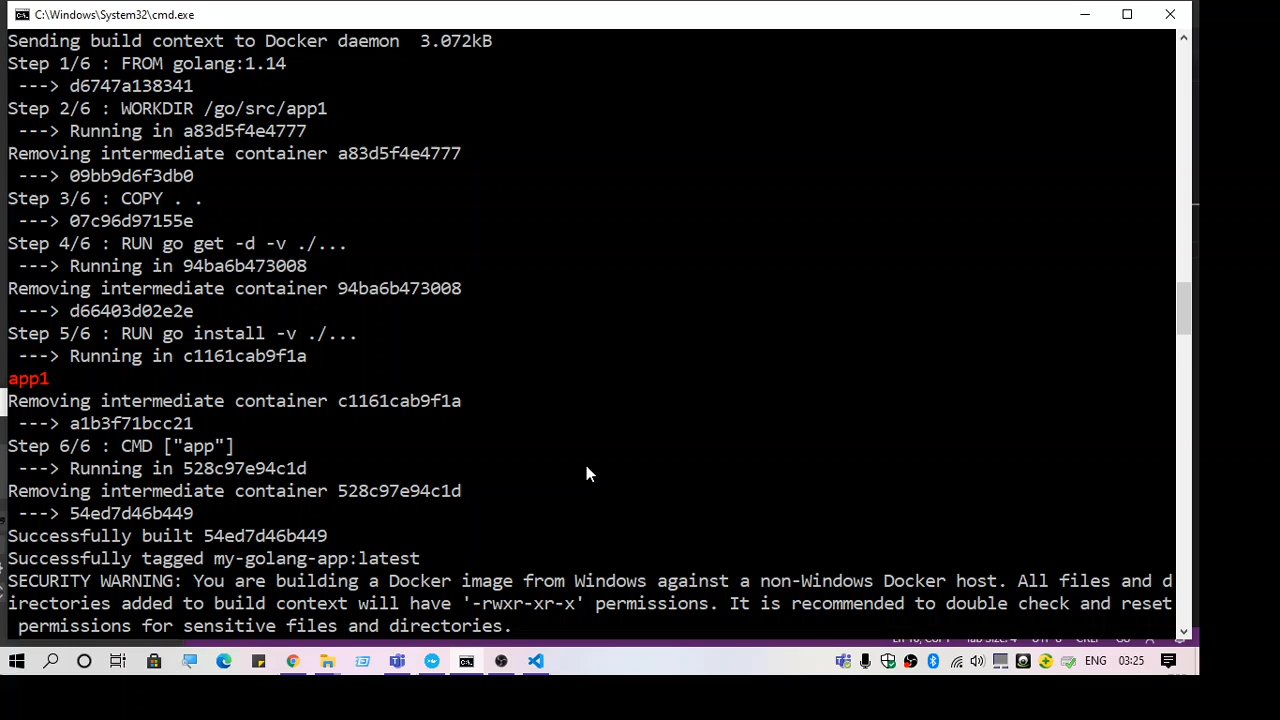 C:\Windows\System32\cmd.exe
Sending build context to Docker daemon  3.072kB
Step 1/6 : FROM golang:1.14
 ---> d6747a138341
Step 2/6 : WORKDIR /go/src/app1
 ---> Running in a83d5f4e4777
Removing intermediate container a83d5f4e4777
 ---> 09bb9d6f3db0
Step 3/6 : COPY . .
 ---> 07c96d97155e
Step 4/6 : RUN go get -d -v ./...
 ---> Running in 94ba6b473008
Removing intermediate container 94ba6b473008
 ---> d66403d02e2e
Step 5/6 : RUN go install -v ./...
 ---> Running in c1161cab9f1a
app1
Removing intermediate container c1161cab9f1a
 ---> a1b3f71bcc21
Step 6/6 : CMD ["app"]
 ---> Running in 528c97e94c1d
Removing intermediate container 528c97e94c1d
 ---> 54ed7d46b449
Successfully built 54ed7d46b449
Successfully tagged my-golang-app:latest
SECURITY WARNING: You are building a Docker image from Windows against a non-Windows Docker host. All files and d
irectories added to build context will have '-rwxr-xr-x' permissions. It is recommended to double check and reset
 permissions for sensitive files and directories.
ENG 03:25